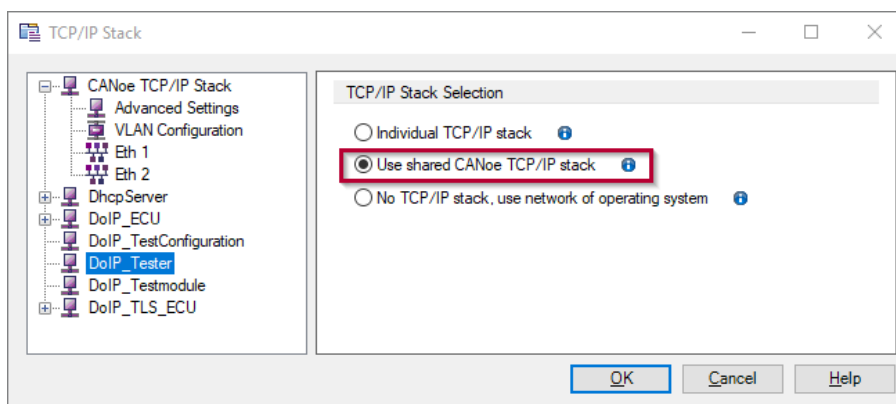 TCP/IP Stack
CANoe TCP/IP Stack
Advanced Settings
VLAN Configuration
Eth 1
Eth 2
DhcpServer
DoIP_ECU
DoIP_TestConfiguration
DoIP_Tester
DoIP_Testmodule
DoIP_TLS_ECU
TCP/IP Stack Selection
Individual TCP/IP stack
Use shared CANoe TCP/IP stack
No TCP/IP stack, use network of operating system
OK
Cancel
Help